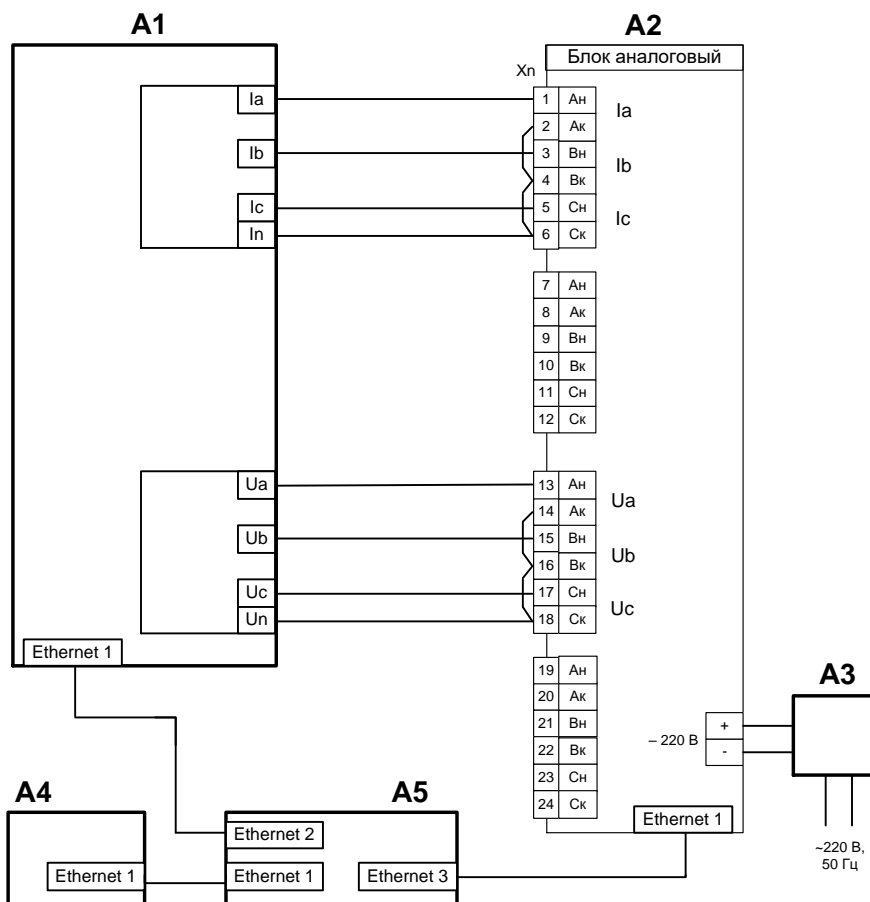 A1
A2
Блок аналоговый
Xn
Ia
1 Ан
Ia
2 Ак
Ib
3 Вн
Ib
4 Вк
Ic
5 Сн
Ic
In
6 Ск
7 Ан
8 Ак
9 Вн
10 Вк
11 Сн
12 Ск
Ua
13 Ан
Ua
14 Ак
Ub
15 Вн
Ub
16 Вк
Uc
17 Сн
Uc
Un
18 Ск
Ethernet 1
19 Ан
20 Ак
21 Вн
22 Вк
23 Сн
24 Ск
– 220 В
+
-
A3
~220 В,
50 Гц
Ethernet 1
A4
A5
Ethernet 2
Ethernet 1
Ethernet 1
Ethernet 3